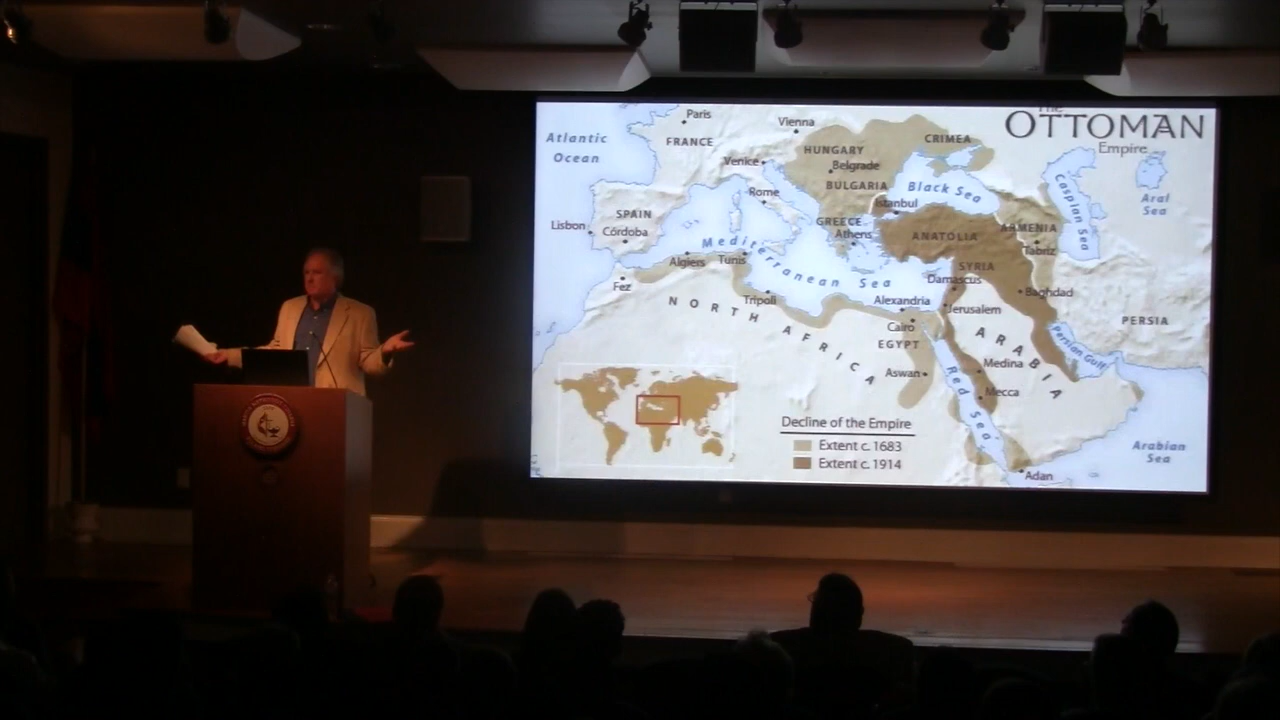 The
OTTOMAN
Empire
Paris
Vienna
Atlantic
Ocean
FRANCE
CRIMEA
HUNGARY
Venice
Belgrade
BULGARIA
Black Sea
Caspian Sea
Aral
Sea
Rome
Istanbul
SPAIN
Lisbon
Córdoba
GREECE
Athens
ANATOLIA
ARMENIA
Tabriz
Mediterranean Sea
Algiers
Tunis
SYRIA
Damascus
Fez
Tripoli
Alexandria
Baghdad
Jerusalem
NORTH AFRICA
Cairo
EGYPT
PERSIA
ARABIA
Persian Gulf
Aswan
Medina
Red Sea
Mecca
Decline of the Empire
Extent c. 1683
Extent c. 1914
Arabian
Sea
Adan